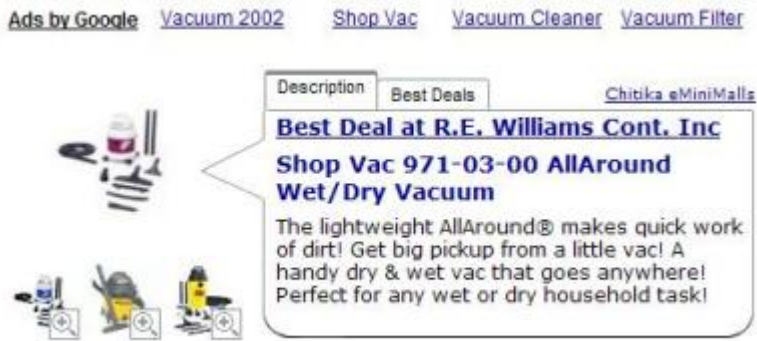 Ads by Google Vacuum 2002 Shop Vac Vacuum Cleaner Vacuum Filter
Description Best Deals Chitika eMiniMalls
Best Deal at R.E. Williams Cont. Inc
Shop Vac 971-03-00 AllAround
Wet/Dry Vacuum
The lightweight AllAround® makes quick work
of dirt! Get big pickup from a little vac! A
handy dry & wet vac that goes anywhere!
Perfect for any wet or dry household task!